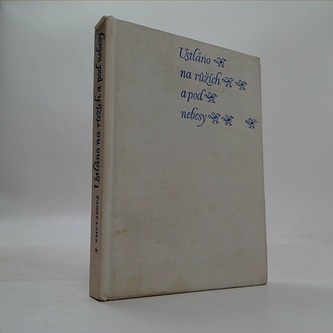 Ustláno
na růžích
a pod
nebesy
Ustláno na růžích a pod nebesy